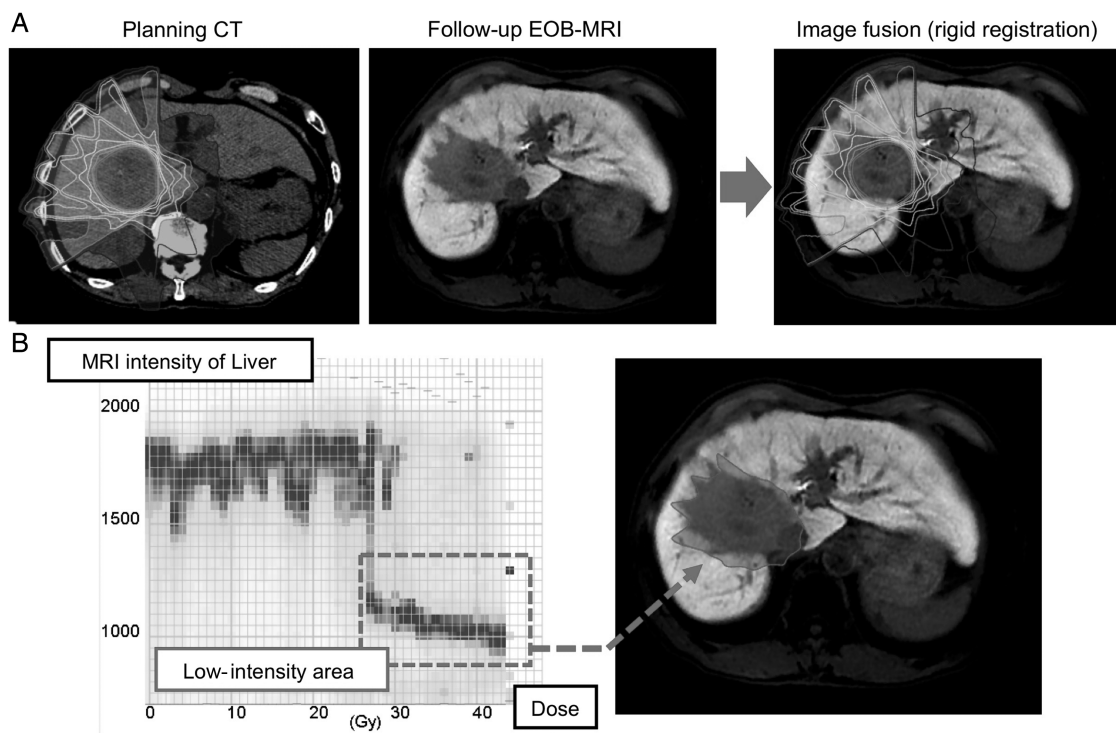 A
Planning CT
Follow-up EOB-MRI
Image fusion (rigid registration)
B
MRI intensity of Liver
2000
1500
1000
Low-intensity area
0
10
20
30
40
(Gy)
Dose